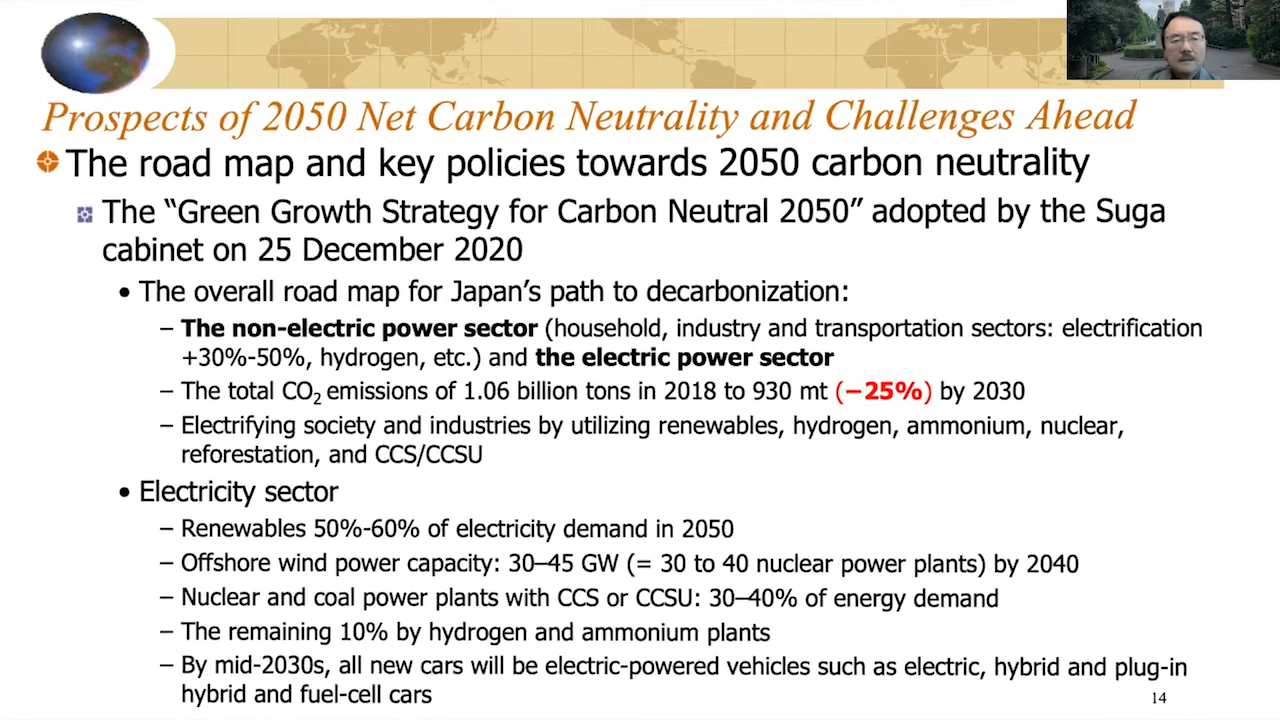 Prospects of 2050 Net Carbon Neutrality and Challenges Ahead
The road map and key policies towards 2050 carbon neutrality
The “Green Growth Strategy for Carbon Neutral 2050” adopted by the Suga
cabinet on 25 December 2020
• The overall road map for Japan’s path to decarbonization:
– The non-electric power sector (household, industry and transportation sectors: electrification
+30%-50%, hydrogen, etc.) and the electric power sector
– The total CO₂ emissions of 1.06 billion tons in 2018 to 930 mt (−25%) by 2030
– Electrifying society and industries by utilizing renewables, hydrogen, ammonium, nuclear,
reforestation, and CCS/CCSU
• Electricity sector
– Renewables 50%-60% of electricity demand in 2050
– Offshore wind power capacity: 30–45 GW (= 30 to 40 nuclear power plants) by 2040
– Nuclear and coal power plants with CCS or CCSU: 30–40% of energy demand
– The remaining 10% by hydrogen and ammonium plants
– By mid-2030s, all new cars will be electric-powered vehicles such as electric, hybrid and plug-in
hybrid and fuel-cell cars
14